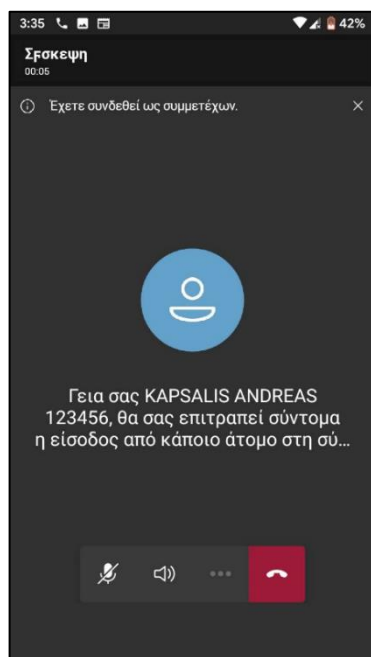 3:35 42%
Σϝσκεψη
00:05
Έχετε συνδεθεί ως συμμετέχων.
Γεια σας KAPSALIS ANDREAS
123456, θα σας επιτραπεί σύντομα
η είσοδος από κάποιο άτομο στη σύ...